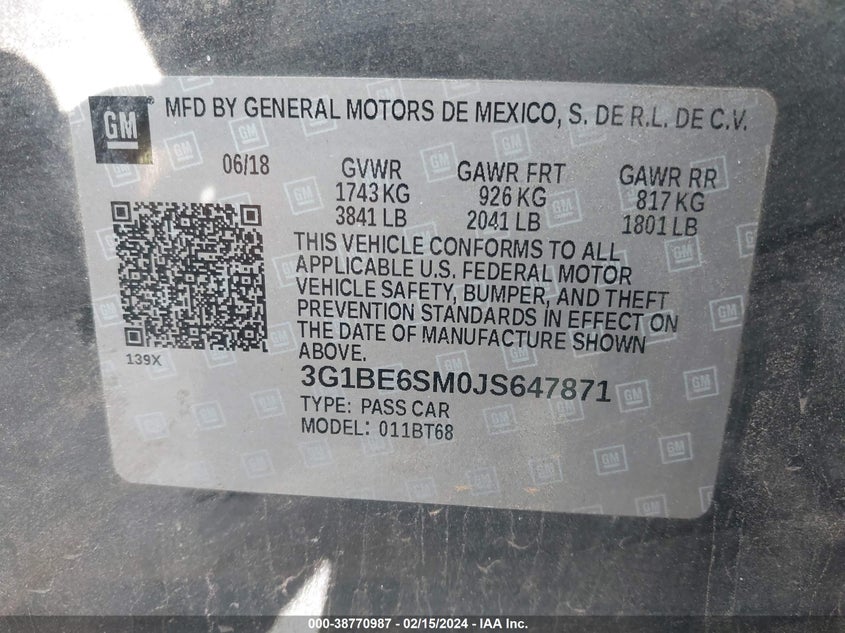 GM
MFD BY GENERAL MOTORS DE MEXICO, S. DE R.L. DE C.V.
06/18 GVWR GAWR FRT GAWR RR
1743 KG 926 KG 817 KG
3841 LB 2041 LB 1801 LB
THIS VEHICLE CONFORMS TO ALL
APPLICABLE U.S. FEDERAL MOTOR
VEHICLE SAFETY, BUMPER, AND THEFT
PREVENTION STANDARDS IN EFFECT ON
THE DATE OF MANUFACTURE SHOWN
ABOVE.
139X
3G1BE6SM0JS647871
TYPE: PASS CAR
MODEL: 011BT68
000-38770987 - 02/15/2024 - IAA Inc.